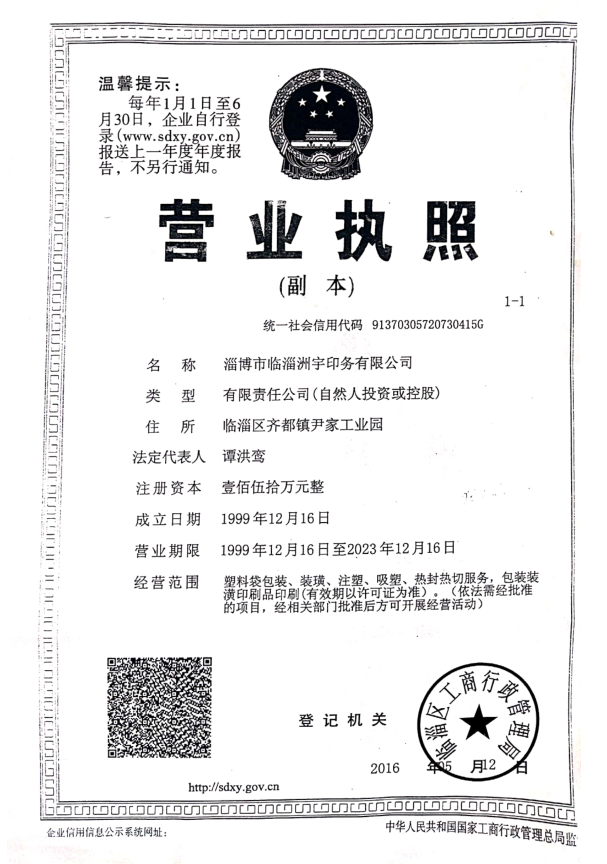 温馨提示：
每年1月1日至6
月30日，企业自行登
录(www.sdxy.gov.cn)
报送上一年度年度报
告，不另行通知。
营业执照
(副 本)
1-1
统一社会信用代码 91370305720730415G
名 称 淄博市临淄洲宇印务有限公司
类 型 有限责任公司(自然人投资或控股)
住 所 临淄区齐都镇尹家工业园
法定代表人 谭洪鸾
注册资本 壹佰伍拾万元整
成立日期 1999年12月16日
营业期限 1999年12月16日至2023年12月16日
经营范围 塑料袋包装、装璜、注塑、吸塑、热封热切服务，包装装
潢印刷品印刷(有效期以许可证为准）。（依法需经批准
的项目，经相关部门批准后方可开展经营活动）
登记机关
临淄区工商行政管理局
2016 年05 月12 日
http://sdxy.gov.cn
企业信用信息公示系统网址：
中华人民共和国国家工商行政管理总局监